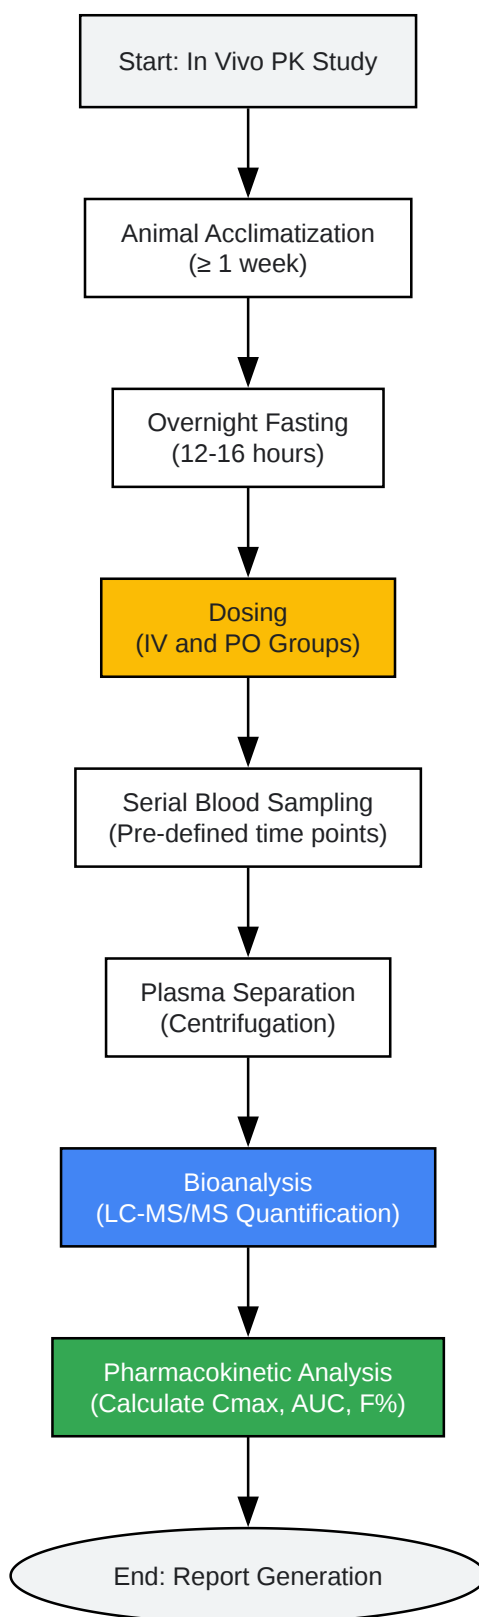 Start: In Vivo PK Study
Animal Acclimatization
(≥ 1 week)
Overnight Fasting
(12-16 hours)
Dosing
(IV and PO Groups)
Serial Blood Sampling
(Pre-defined time points)
Plasma Separation
(Centrifugation)
Bioanalysis
(LC-MS/MS Quantification)
Pharmacokinetic Analysis
(Calculate Cmax, AUC, F%)
End: Report Generation